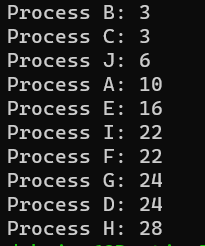 Process B: 3
Process C: 3
Process J: 6
Process A: 10
Process E: 16
Process I: 22
Process F: 22
Process G: 24
Process D: 24
Process H: 28